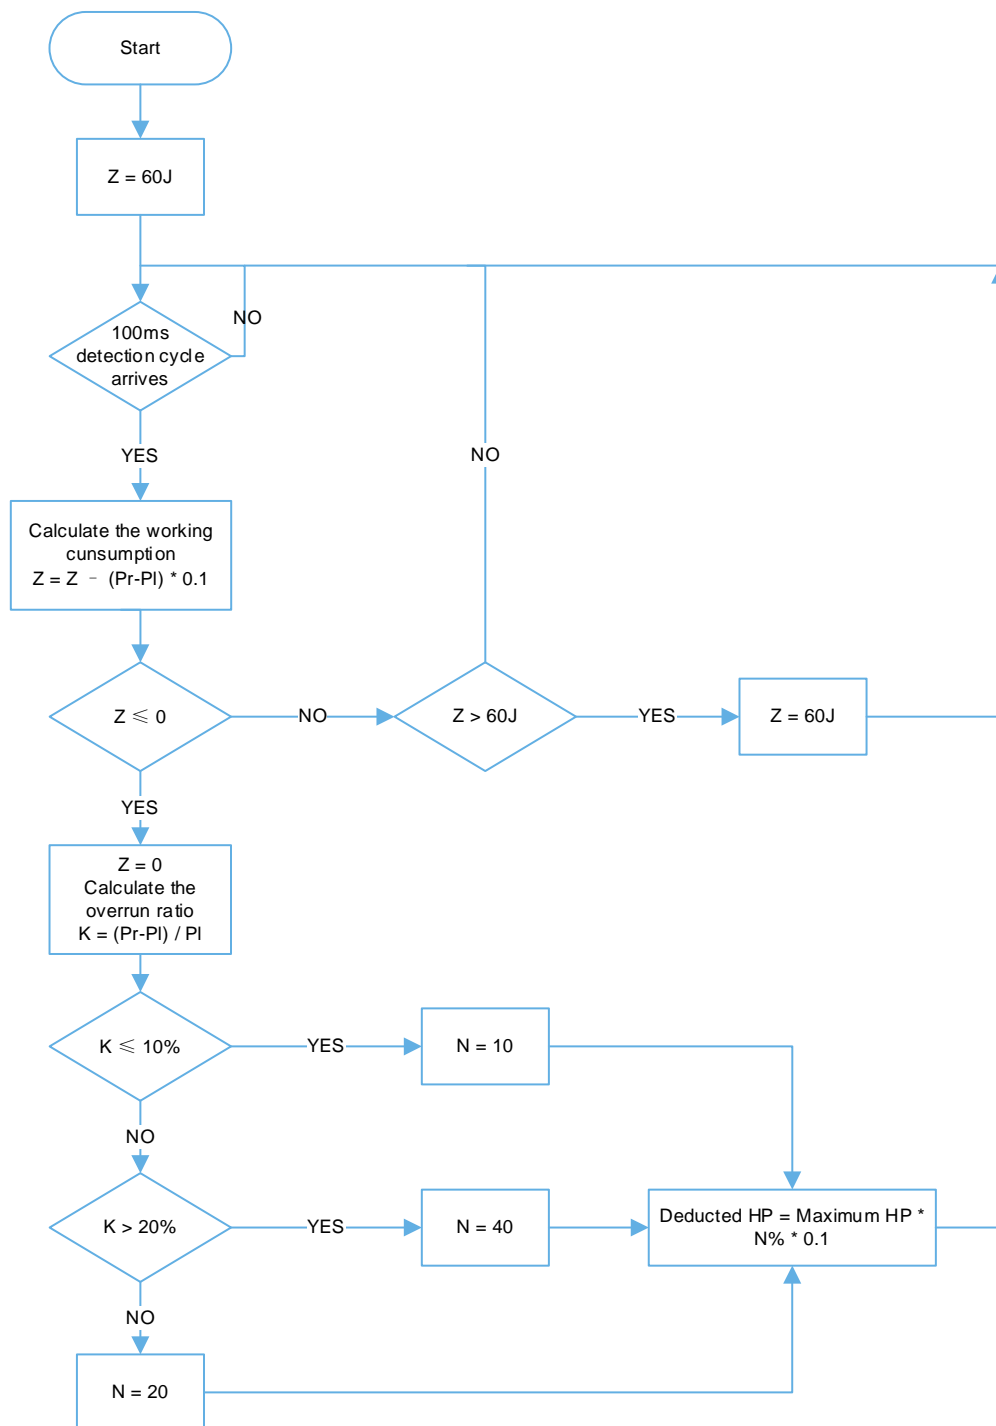 Start
Z = 60J
100ms
detection cycle
arrives
NO
YES
NO
Calculate the working
cunsumption
Z = Z – (Pr-Pl) * 0.1
Z ≤ 0
NO
Z > 60J
YES
Z = 60J
YES
Z = 0
Calculate the
overrun ratio
K = (Pr-Pl) / Pl
K ≤ 10%
YES
N = 10
NO
K > 20%
YES
N = 40
Deducted HP = Maximum HP *
N% * 0.1
NO
N = 20